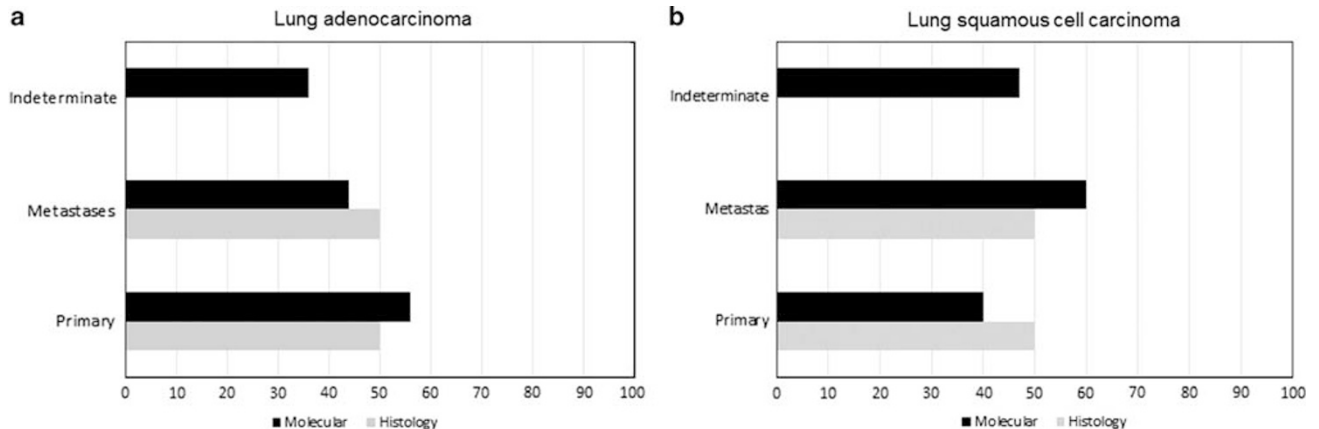 a
Lung adenocarcinoma
Indeterminate
Metastases
Primary
0 10 20 30 40 50 60 70 80 90 100
Molecular Histology
b
Lung squamous cell carcinoma
Indeterminate
Metastas
Primary
0 10 20 30 40 50 60 70 80 90 100
Molecular Histology